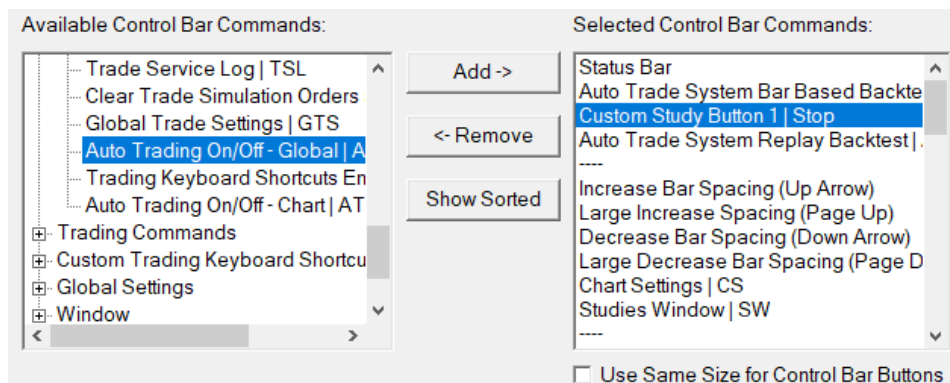 Available Control Bar Commands:
Trade Service Log | TSL
Clear Trade Simulation Orders
Global Trade Settings | GTS
Auto Trading On/Off - Global | A
Trading Keyboard Shortcuts En
Auto Trading On/Off - Chart | AT
Trading Commands
Custom Trading Keyboard Shortcu
Global Settings
Window
Add ->
<- Remove
Show Sorted
Selected Control Bar Commands:
Status Bar
Auto Trade System Bar Based Backte
Custom Study Button 1 | Stop
Auto Trade System Replay Backtest | .
----
Increase Bar Spacing (Up Arrow)
Large Increase Spacing (Page Up)
Decrease Bar Spacing (Down Arrow)
Large Decrease Bar Spacing (Page D
Chart Settings | CS
Studies Window | SW
----
Use Same Size for Control Bar Buttons